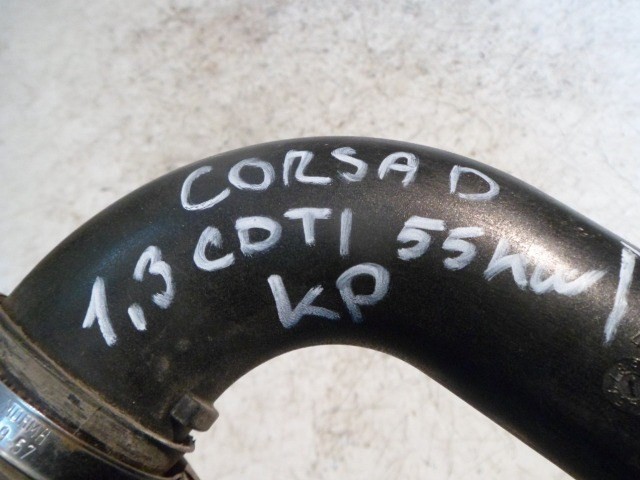 CORSA D
1,3 CDTI 55kw
KP